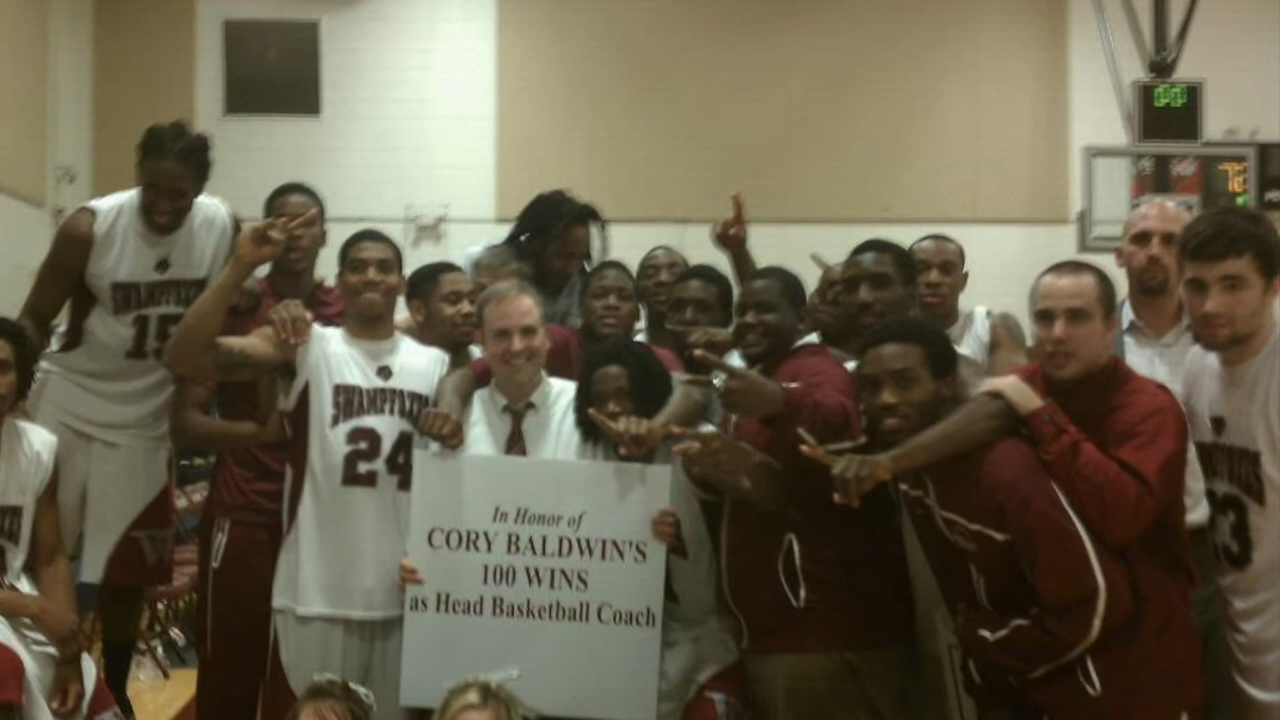 SWAMPFOXES
15
SWAMPFOXES
24
In Honor of
CORY BALDWIN'S
100 WINS
as Head Basketball Coach